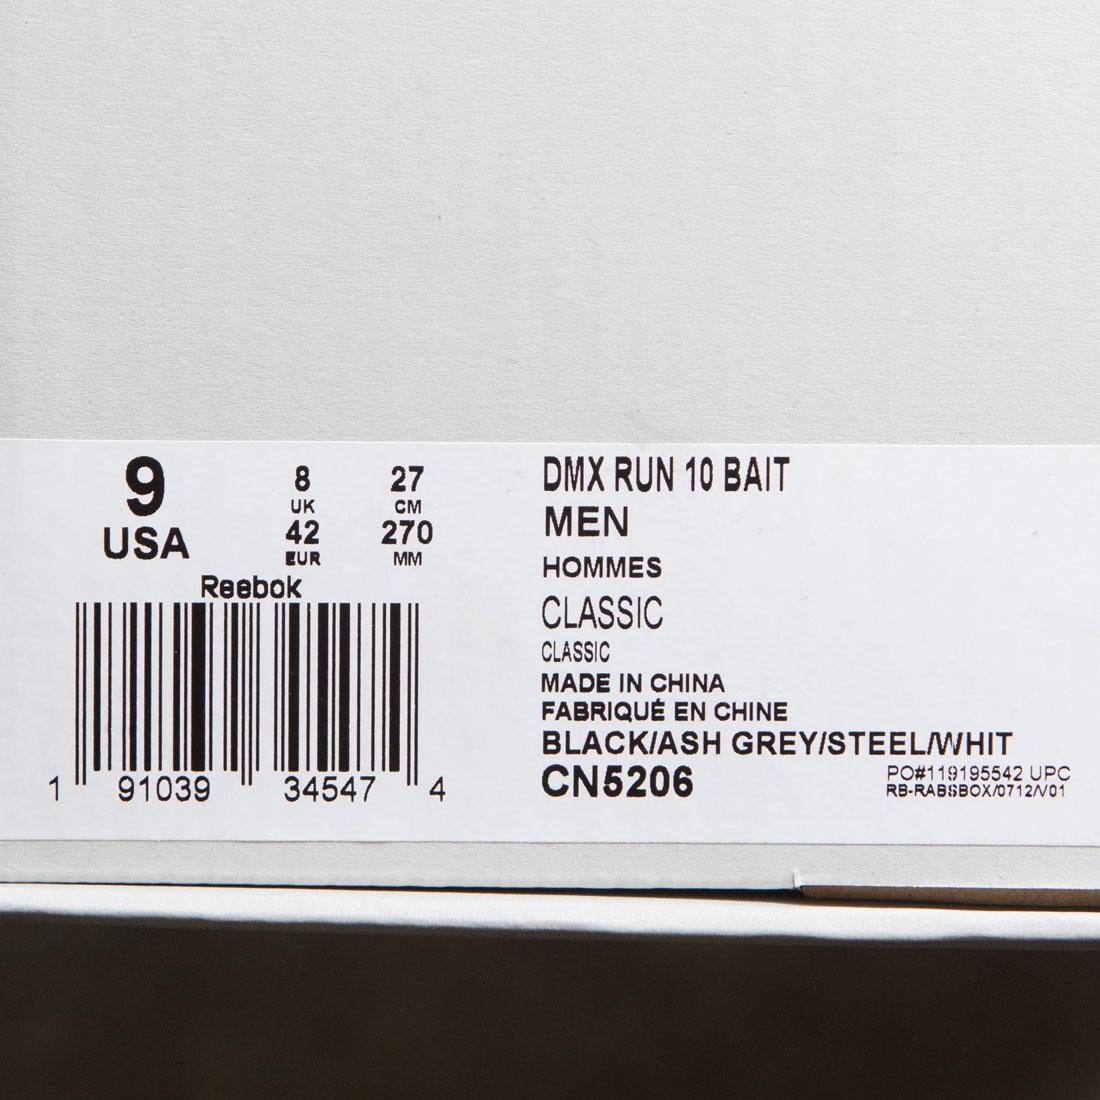 9
USA
8
UK
42
EUR
27
CM
270
MM
Reebok
1 91039 34547 4
DMX RUN 10 BAIT
MEN
HOMMES
CLASSIC
CLASSIC
MADE IN CHINA
FABRIQUÉ EN CHINE
BLACK/ASH GREY/STEEL/WHIT
CN5206
PO#119195542 UPC
RB-RABSBOX/0712/V01